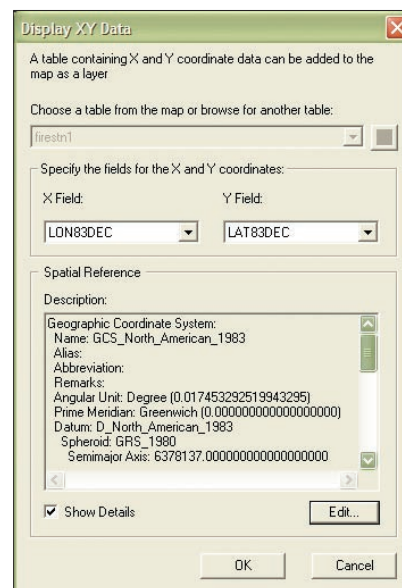 Display XY Data
A table containing X and Y coordinate data can be added to the
map as a layer
Choose a table from the map or browse for another table:
firestn1
Specify the fields for the X and Y coordinates:
X Field:
Y Field:
LON83DEC
LAT83DEC
Spatial Reference
Description:
Geographic Coordinate System:
Name: GCS_North_American_1983
Alias:
Abbreviation:
Remarks:
Angular Unit: Degree (0.017453292519943295)
Prime Meridian: Greenwich (0.000000000000000000)
Datum: D_North_American_1983
Spheroid: GRS_1980
Semimajor Axis: 6378137.000000000000000000
Show Details
Edit...
OK
Cancel